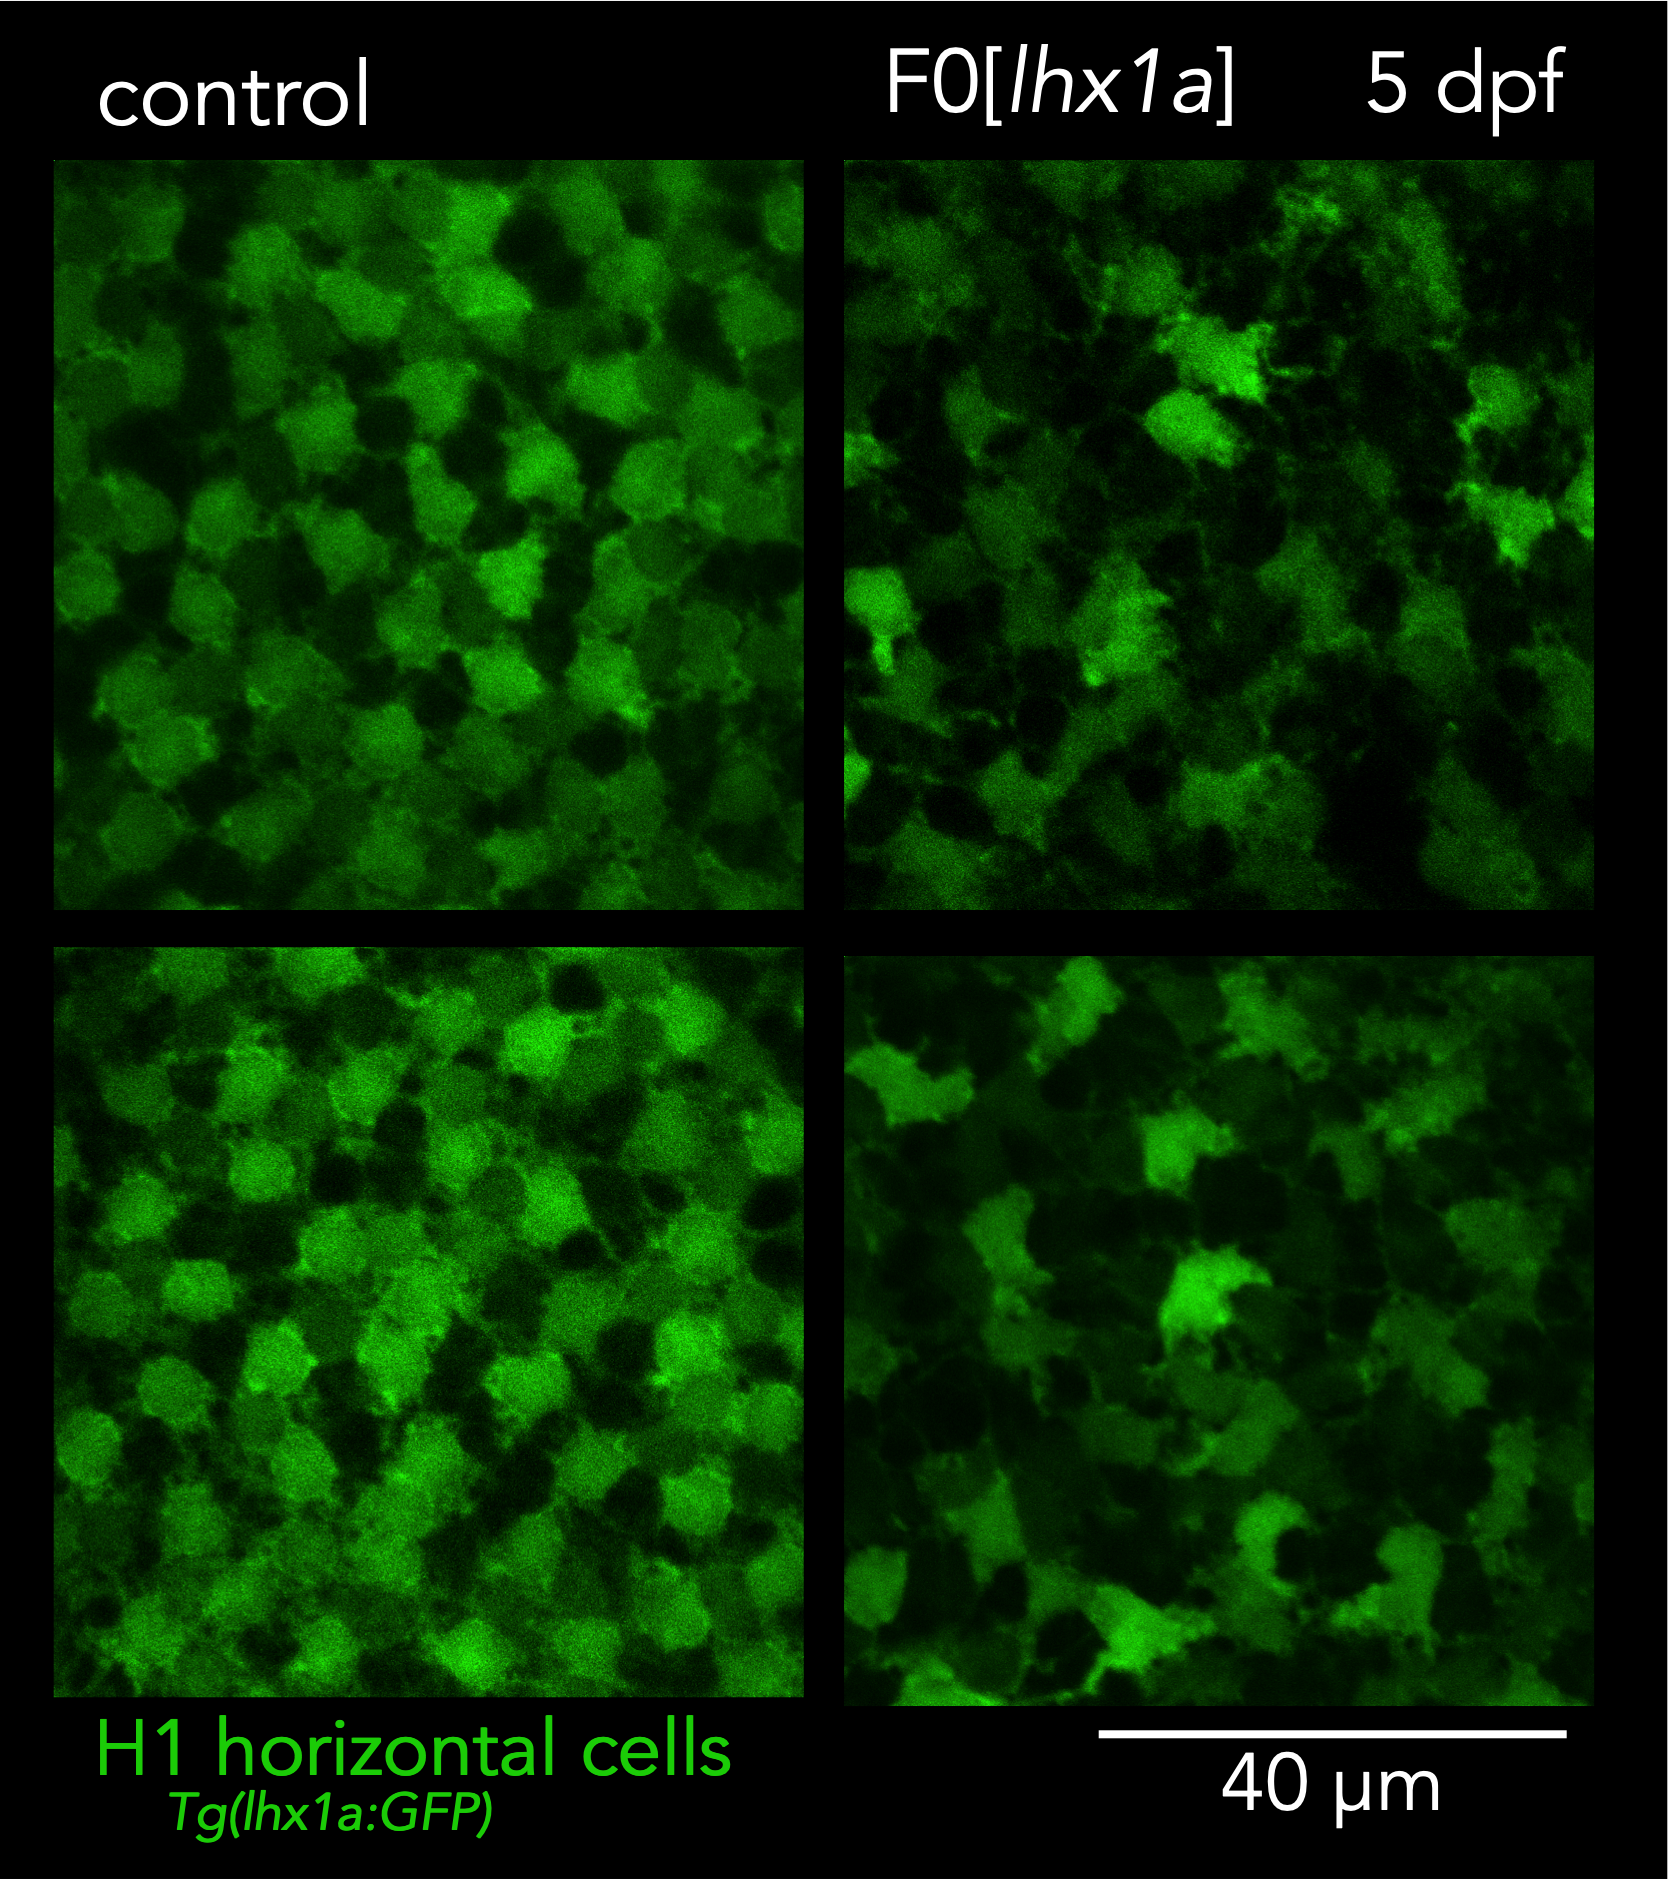 control
F0[lhx1a] 5 dpf
H1 horizontal cells
Tg(lhx1a:GFP)
40 µm